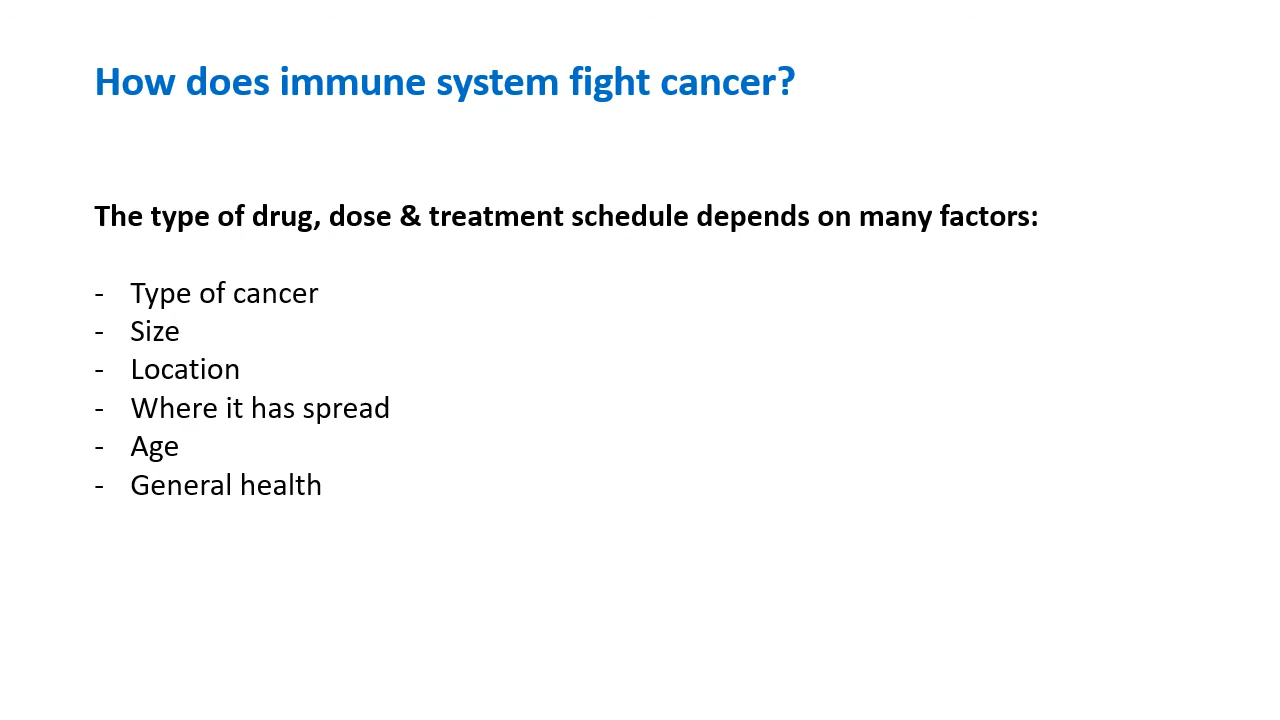 How does immune system fight cancer?
The type of drug, dose & treatment schedule depends on many factors:
- Type of cancer
- Size
- Location
- Where it has spread
- Age
- General health